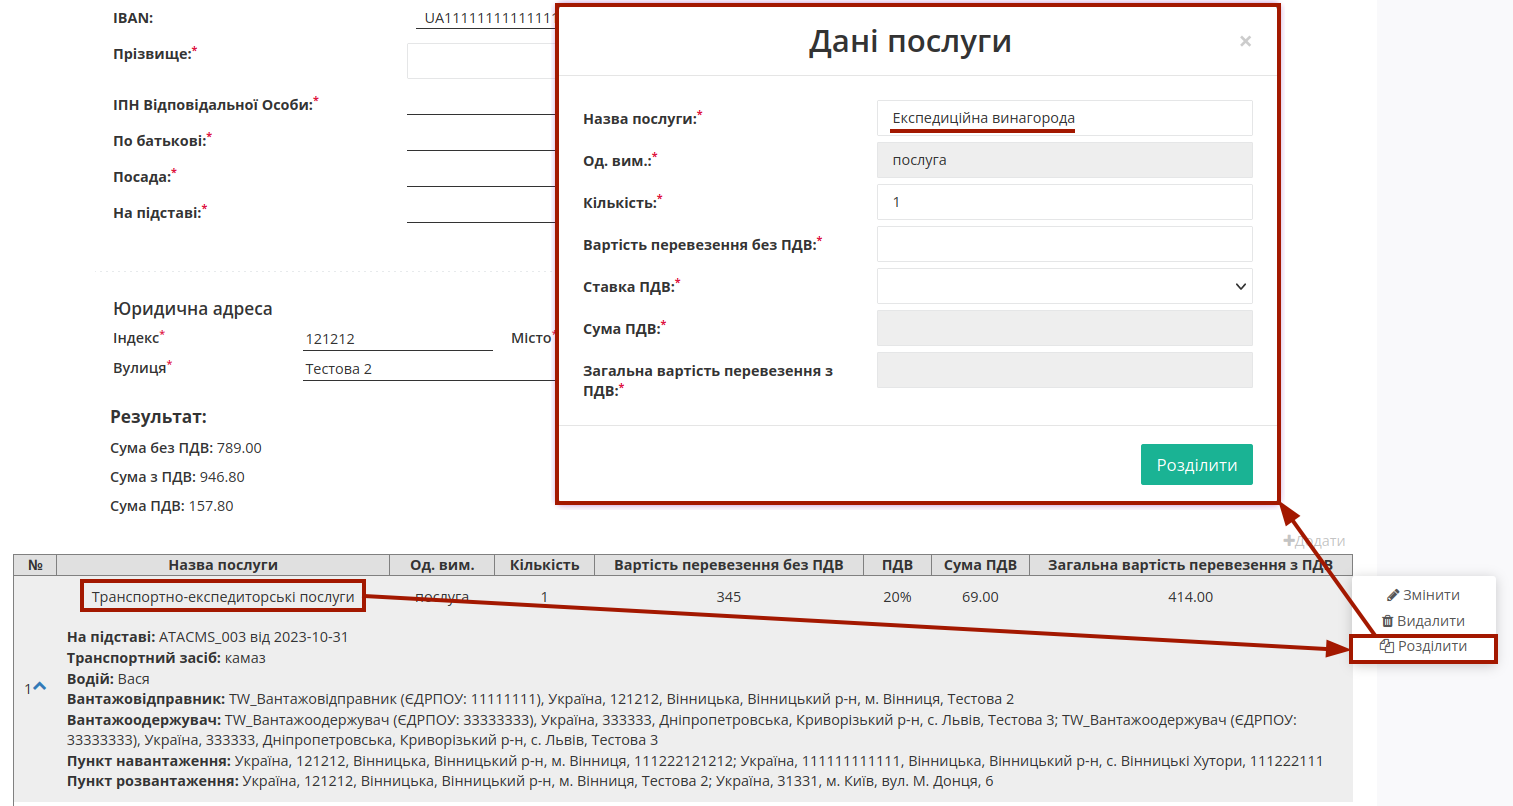 IBAN:
UA11111111111111
Прізвище:*
ІПН Відповідальної Особи:*
По батькові:*
Посада:*
На підставі:*
Юридична адреса
Індекс*
121212
Місто*
Вулиця*
Тестова 2
Результат:
Сума без ПДВ: 789.00
Сума з ПДВ: 946.80
Сума ПДВ: 157.80
Дані послуги
×
Назва послуги:*
Експедиційна винагорода
Од. вим.:*
послуга
Кількість:*
1
Вартість перевезення без ПДВ:*
Ставка ПДВ:*
Сума ПДВ:*
Загальна вартість перевезення з
ПДВ:*
Розділити
Додати
№ Назва послуги Од. вим. Кількість Вартість перевезення без ПДВ ПДВ Сума ПДВ Загальна вартість перевезення з ПДВ
Транспортно-експедиторські послуги послуга 1 345 20% 69.00 414.00
Змінити
Видалити
Розділити
1
На підставі: ATACMS_003 від 2023-10-31
Транспортний засіб: камаз
Водій: Вася
Вантажовідправник: TW_Вантажовідправник (ЄДРПОУ: 11111111), Україна, 121212, Вінницька, Вінницький р-н, м. Вінниця, Тестова 2
Вантажоодержувач: TW_Вантажоодержувач (ЄДРПОУ: 33333333), Україна, 333333, Дніпропетровська, Криворізький р-н, с. Львів, Тестова 3; TW_Вантажоодержувач (ЄДРПОУ:
33333333), Україна, 333333, Дніпропетровська, Криворізький р-н, с. Львів, Тестова 3
Пункт навантаження: Україна, 121212, Вінницька, Вінницький р-н, м. Вінниця, 111222121212; Україна, 111111111111, Вінницька, Вінницький р-н, с. Вінницькі Хутори, 111222111
Пункт розвантаження: Україна, 121212, Вінницька, Вінницький р-н, м. Вінниця, Тестова 2; Україна, 31331, м. Київ, вул. М. Донця, 6